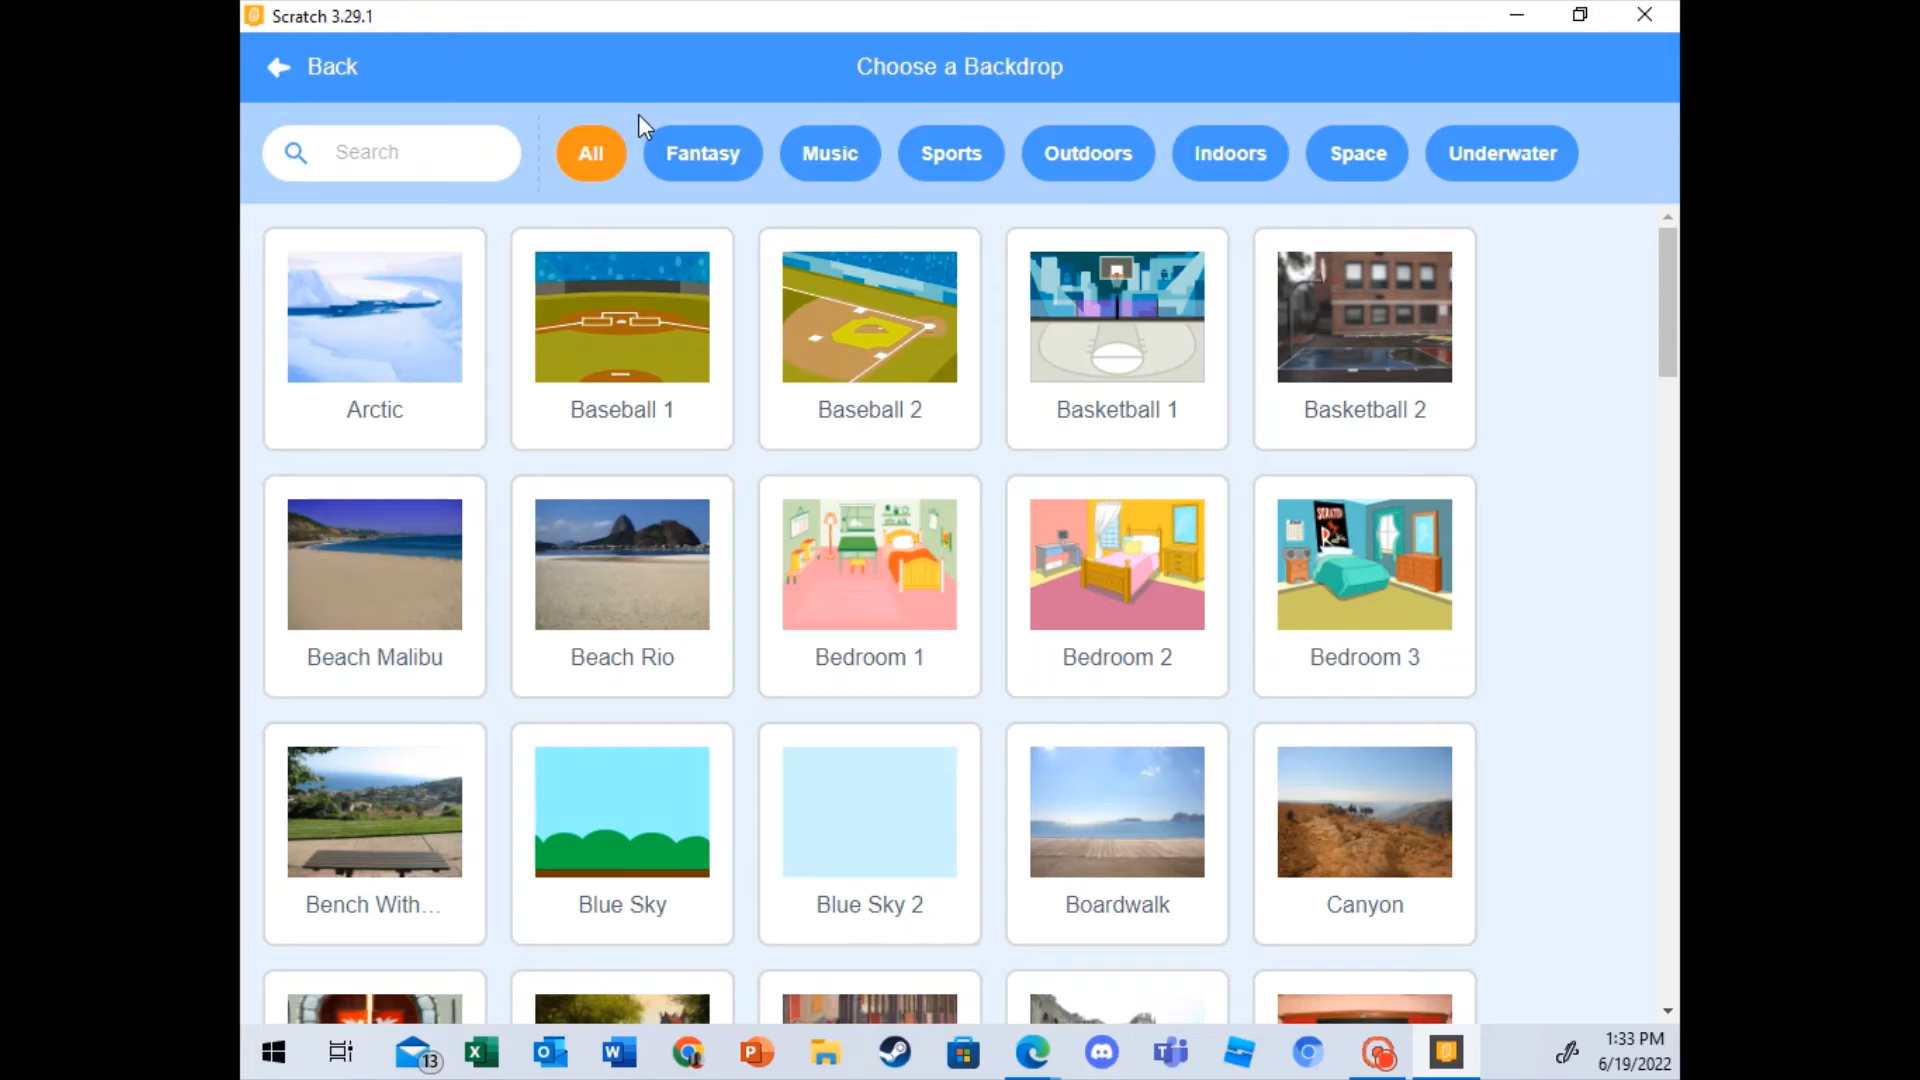 Scratch 3.29.1
Back
Choose a Backdrop
Search
All
Fantasy
Music
Sports
Outdoors
Indoors
Space
Underwater
Arctic
Baseball 1
Baseball 2
Basketball 1
Basketball 2
Beach Malibu
Beach Rio
Bedroom 1
Bedroom 2
Bedroom 3
Bench With...
Blue Sky
Blue Sky 2
Boardwalk
Canyon
13
1:33 PM
6/19/2022